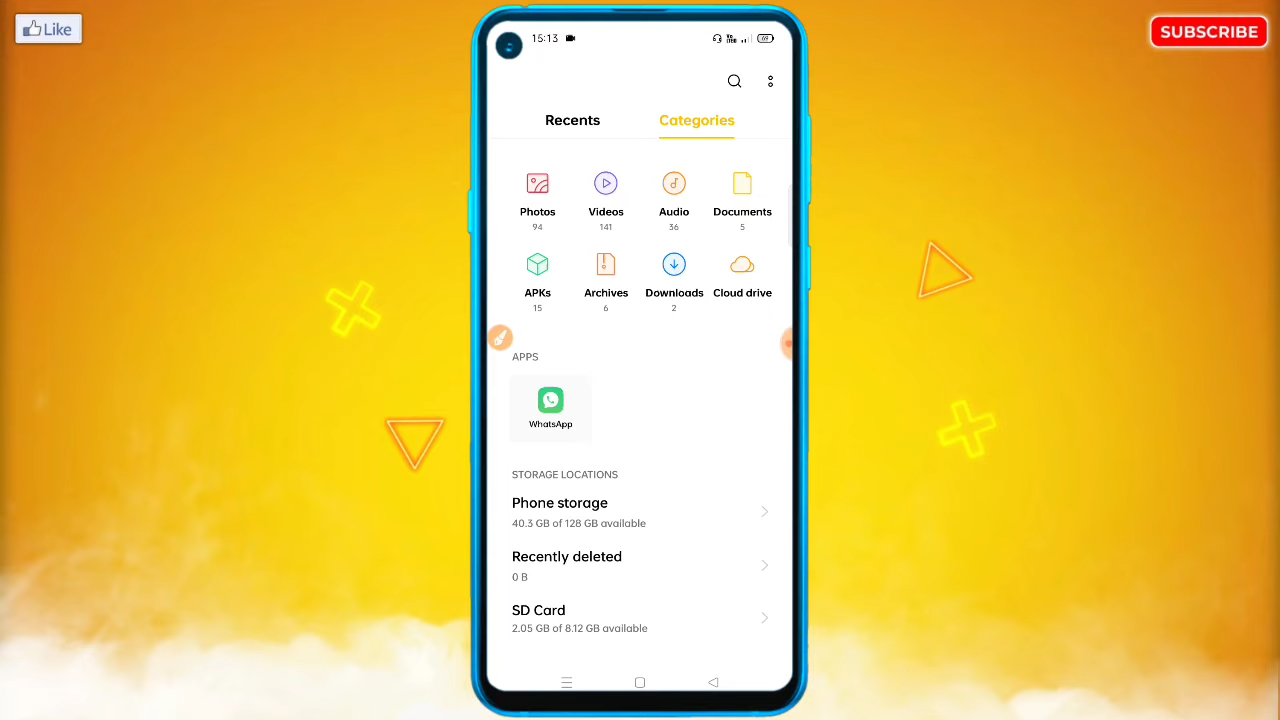 Like
SUBSCRIBE
15:13
69
Recents
Categories
Photos
94
Videos
141
Audio
36
Documents
5
APKs
15
Archives
6
Downloads
2
Cloud drive
APPS
WhatsApp
STORAGE LOCATIONS
Phone storage
40.3 GB of 128 GB available
Recently deleted
0 B
SD Card
2.05 GB of 8.12 GB available